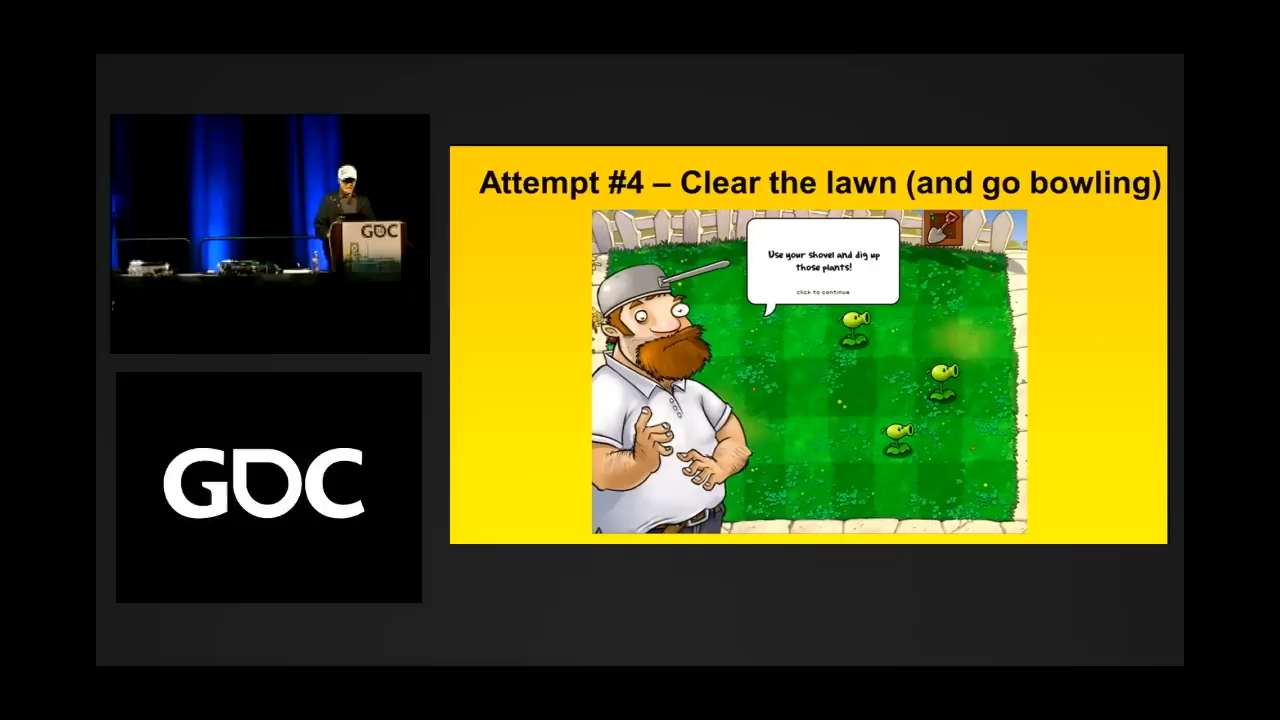 GDC
Attempt #4 – Clear the lawn (and go bowling)
Use your shovel and dig up
those plants!
click to continue
GDC